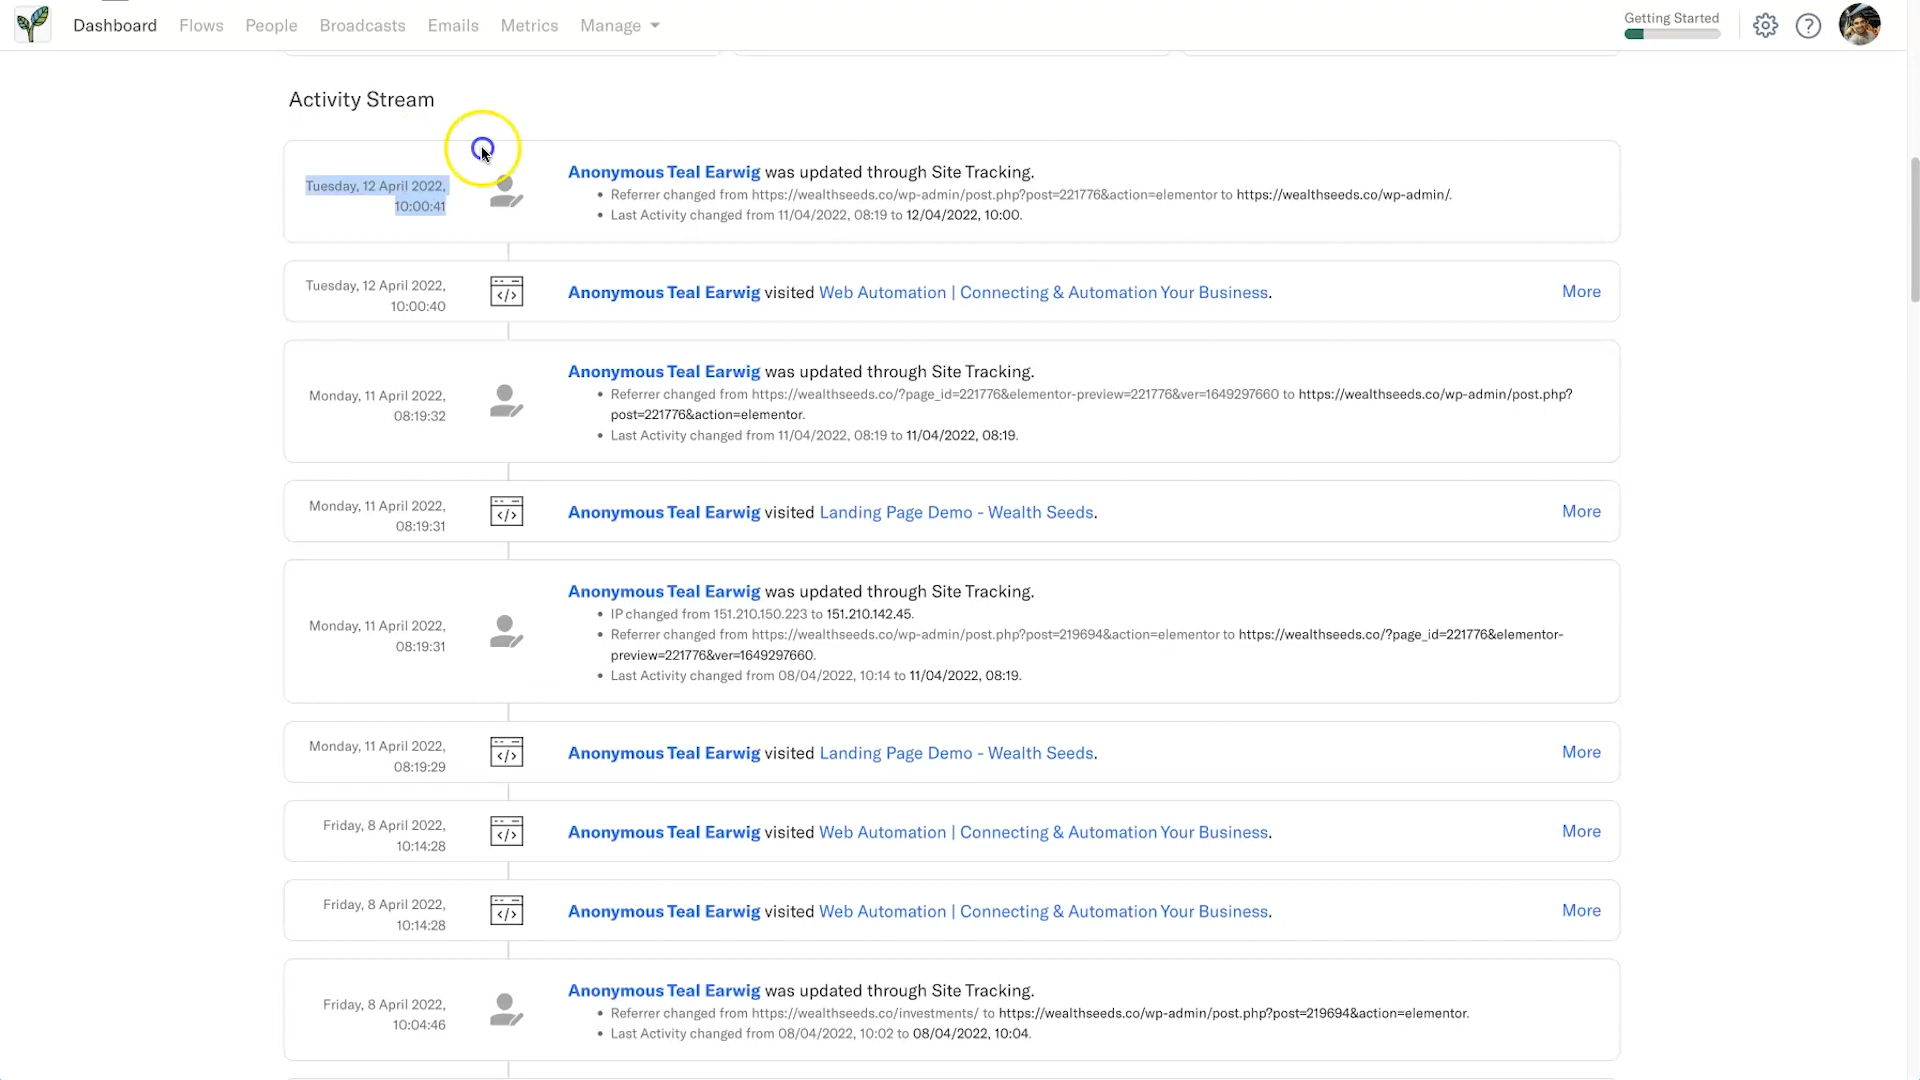 Dashboard Flows People Broadcasts Emails Metrics Manage
Getting Started
Activity Stream
Tuesday, 12 April 2022,
10:00:41
Anonymous Teal Earwig was updated through Site Tracking.
Referrer changed from https://wealthseeds.co/wp-admin/post.php?post=221776&action=elementor to https://wealthseeds.co/wp-admin/.
Last Activity changed from 11/04/2022, 08:19 to 12/04/2022, 10:00.
Tuesday, 12 April 2022,
10:00:40
Anonymous Teal Earwig visited Web Automation | Connecting & Automation Your Business.
More
Monday, 11 April 2022,
08:19:32
Anonymous Teal Earwig was updated through Site Tracking.
Referrer changed from https://wealthseeds.co/?page_id=221776&elementor-preview=221776&ver=1649297660 to https://wealthseeds.co/wp-admin/post.php?
post=221776&action=elementor.
Last Activity changed from 11/04/2022, 08:19 to 11/04/2022, 08:19.
Monday, 11 April 2022,
08:19:31
Anonymous Teal Earwig visited Landing Page Demo - Wealth Seeds.
More
Monday, 11 April 2022,
08:19:31
Anonymous Teal Earwig was updated through Site Tracking.
IP changed from 151.210.150.223 to 151.210.142.45.
Referrer changed from https://wealthseeds.co/wp-admin/post.php?post=219694&action=elementor to https://wealthseeds.co/?page_id=221776&elementor-
preview=221776&ver=1649297660.
Last Activity changed from 08/04/2022, 10:14 to 11/04/2022, 08:19.
Monday, 11 April 2022,
08:19:29
Anonymous Teal Earwig visited Landing Page Demo - Wealth Seeds.
More
Friday, 8 April 2022,
10:14:28
Anonymous Teal Earwig visited Web Automation | Connecting & Automation Your Business.
More
Friday, 8 April 2022,
10:14:28
Anonymous Teal Earwig visited Web Automation | Connecting & Automation Your Business.
More
Friday, 8 April 2022,
10:04:46
Anonymous Teal Earwig was updated through Site Tracking.
Referrer changed from https://wealthseeds.co/investments/ to https://wealthseeds.co/wp-admin/post.php?post=219694&action=elementor.
Last Activity changed from 08/04/2022, 10:02 to 08/04/2022, 10:04.